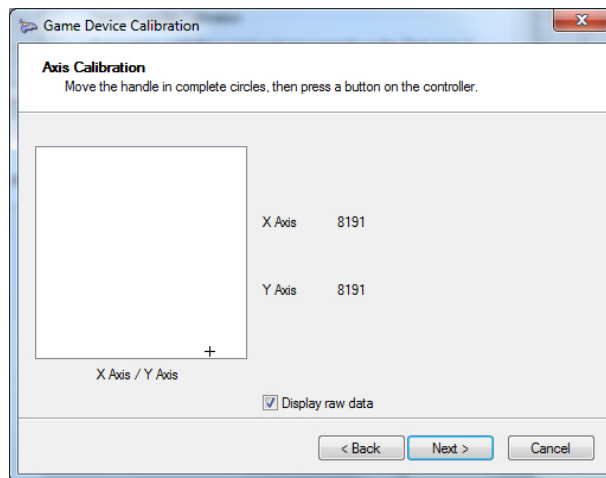 Game Device Calibration
Axis Calibration
Move the handle in complete circles, then press a button on the controller.
X Axis 8191
Y Axis 8191
X Axis / Y Axis
Display raw data
< Back Next > Cancel